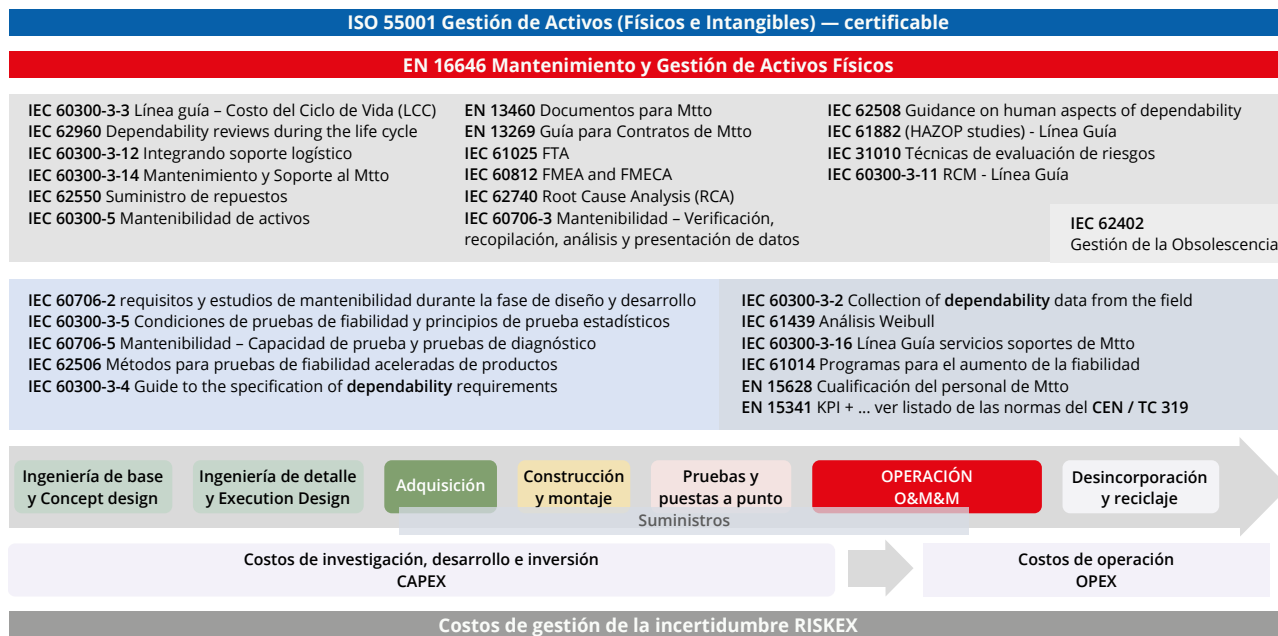 ISO 55001 Gestión de Activos (Físicos e Intangibles) — certificable
EN 16646 Mantenimiento y Gestión de Activos Físicos
IEC 60300-3-3 Línea guía – Costo del Ciclo de Vida (LCC)
IEC 62960 Dependability reviews during the life cycle
IEC 60300-3-12 Integrando soporte logístico
IEC 60300-3-14 Mantenimiento y Soporte al Mtto
IEC 62550 Suministro de repuestos
IEC 60300-5 Mantenibilidad de activos
EN 13460 Documentos para Mtto
EN 13269 Guía para Contratos de Mtto
IEC 61025 FTA
IEC 60812 FMEA and FMECA
IEC 62740 Root Cause Analysis (RCA)
IEC 60706-3 Mantenibilidad – Verificación,
recopilación, análisis y presentación de datos
IEC 62508 Guidance on human aspects of dependability
IEC 61882 (HAZOP studies) - Línea Guía
IEC 31010 Técnicas de evaluación de riesgos
IEC 60300-3-11 RCM - Línea Guía
IEC 62402
Gestión de la Obsolescencia
IEC 60706-2 requisitos y estudios de mantenibilidad durante la fase de diseño y desarrollo
IEC 60300-3-5 Condiciones de pruebas de fiabilidad y principios de prueba estadísticos
IEC 60706-5 Mantenibilidad – Capacidad de prueba y pruebas de diagnóstico
IEC 62506 Métodos para pruebas de fiabilidad aceleradas de productos
IEC 60300-3-4 Guide to the specification of dependability requirements
IEC 60300-3-2 Collection of dependability data from the field
IEC 61439 Análisis Weibull
IEC 60300-3-16 Línea Guía servicios soportes de Mtto
IEC 61014 Programas para el aumento de la fiabilidad
EN 15628 Cualificación del personal de Mtto
EN 15341 KPI + ... ver listado de las normas del CEN / TC 319
Ingeniería de base
y Concept design
Ingeniería de detalle
y Execution Design
Adquisición
Construcción
y montaje
Pruebas y
puestas a punto
OPERACIÓN
O&M&M
Desincorporación
y reciclaje
Suministros
Costos de investigación, desarrollo e inversión
CAPEX
Costos de operación
OPEX
Costos de gestión de la incertidumbre RISKEX